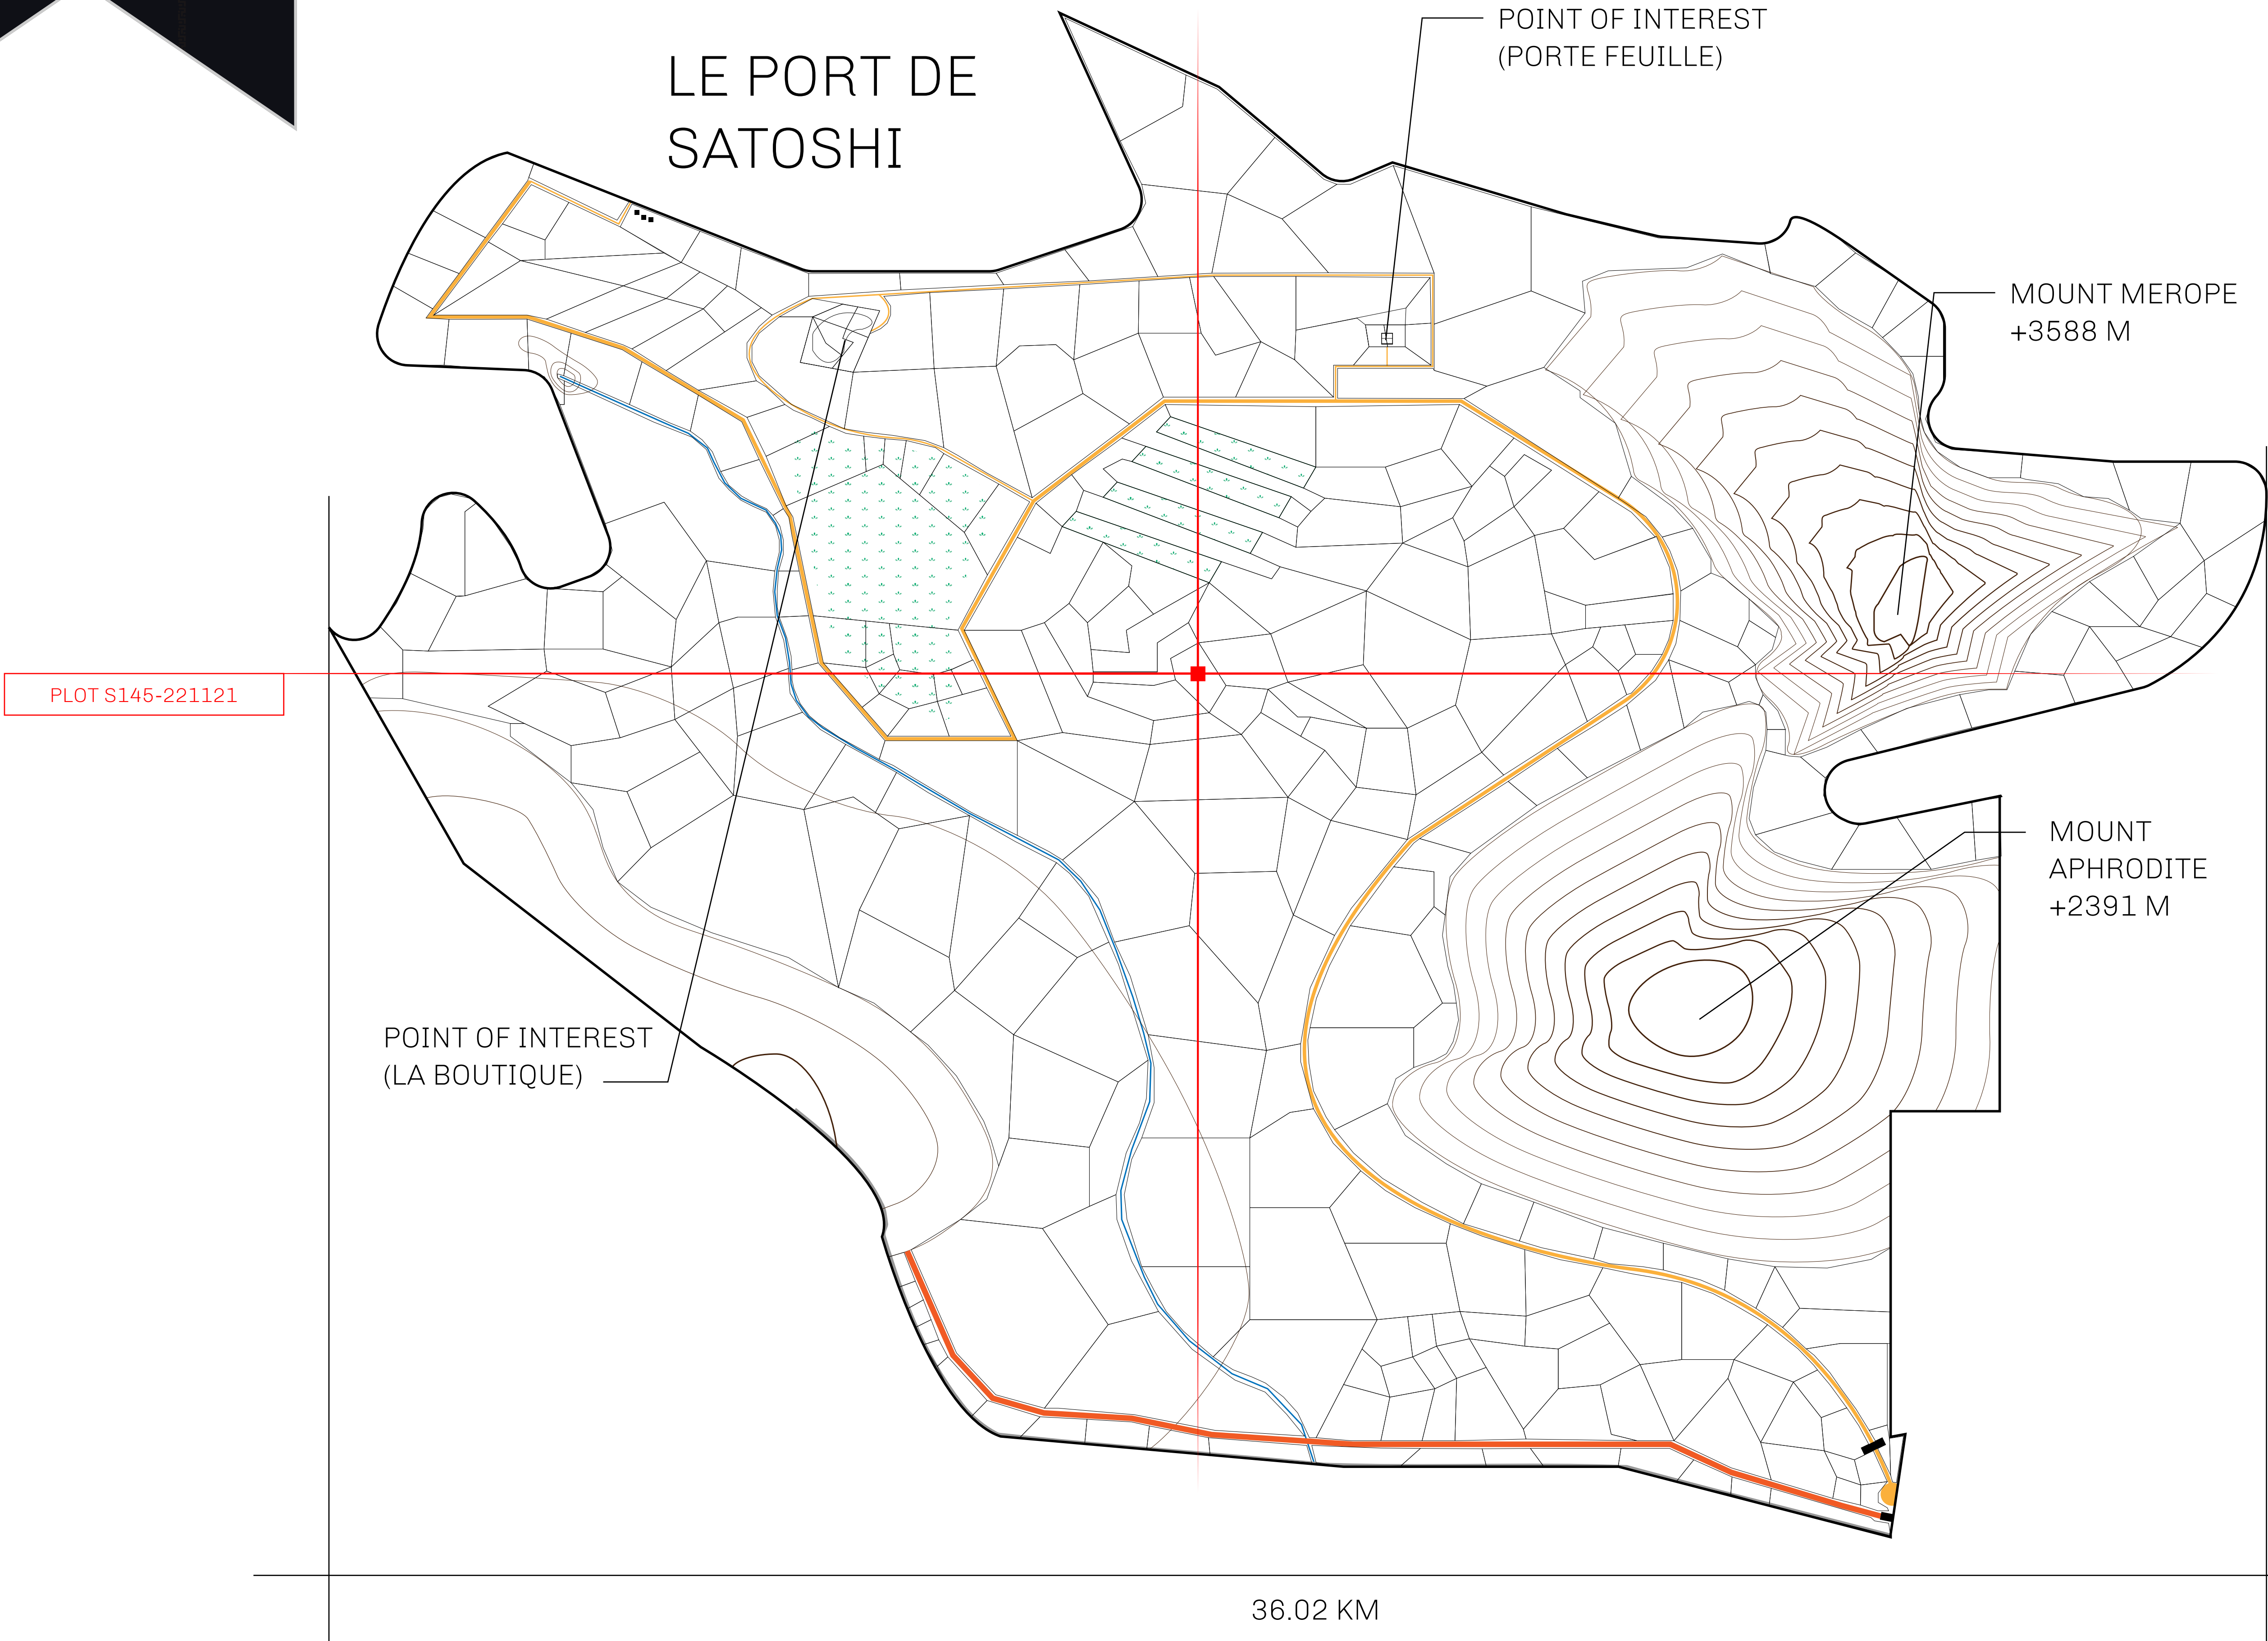 LE PORT DE
SATOSHI
POINT OF INTEREST
(PORTE FEUILLE)
MOUNT MEROPE
+3588 M
PLOT S145-221121
MOUNT
APHRODITE
+2391 M
POINT OF INTEREST
(LA BOUTIQUE)
36.02 KM